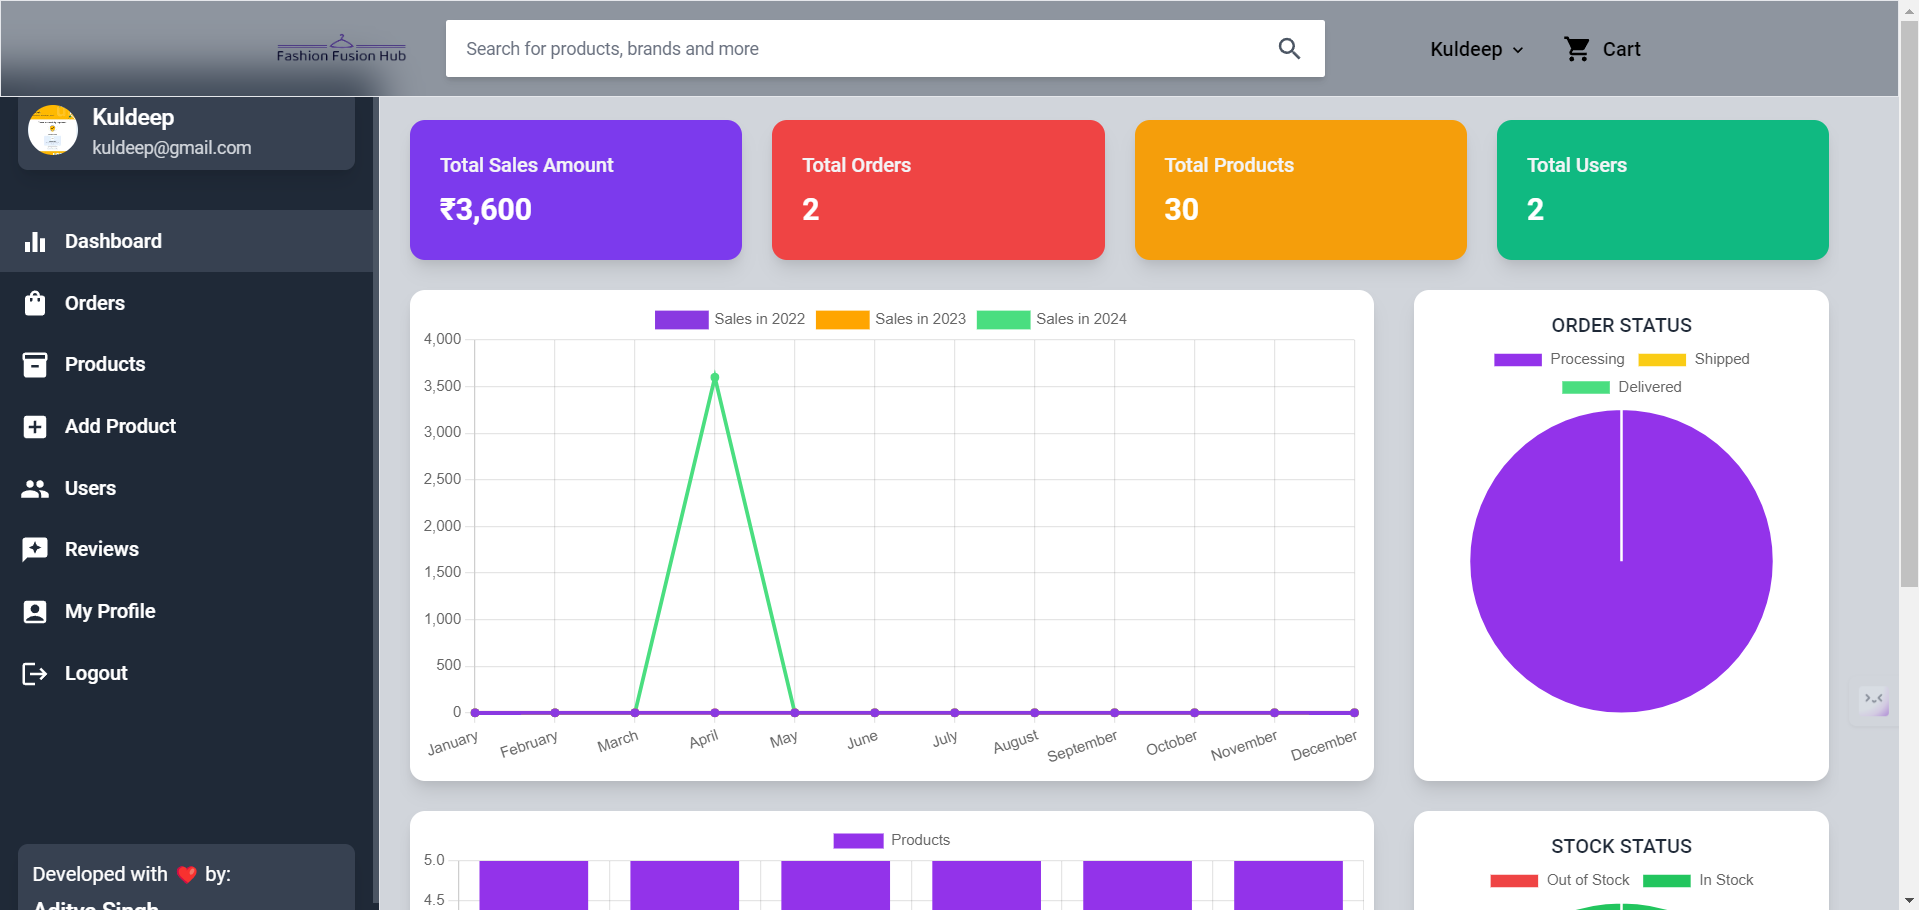 Fashion Fusion Hub
Search for products, brands and more
Kuldeep
Cart
Kuldeep
kuldeep@gmail.com
Dashboard
Orders
Products
Add Product
Users
Reviews
My Profile
Logout
Developed with ❤️ by:
Aditya Singh
Total Sales Amount
₹3,600
Total Orders
2
Total Products
30
Total Users
2
Sales in 2022 Sales in 2023 Sales in 2024
4,000
3,500
3,000
2,500
2,000
1,500
1,000
500
0
January February March April May June July August September October November December
ORDER STATUS
Processing Shipped
Delivered
Products
5.0
4.5
STOCK STATUS
Out of Stock In Stock